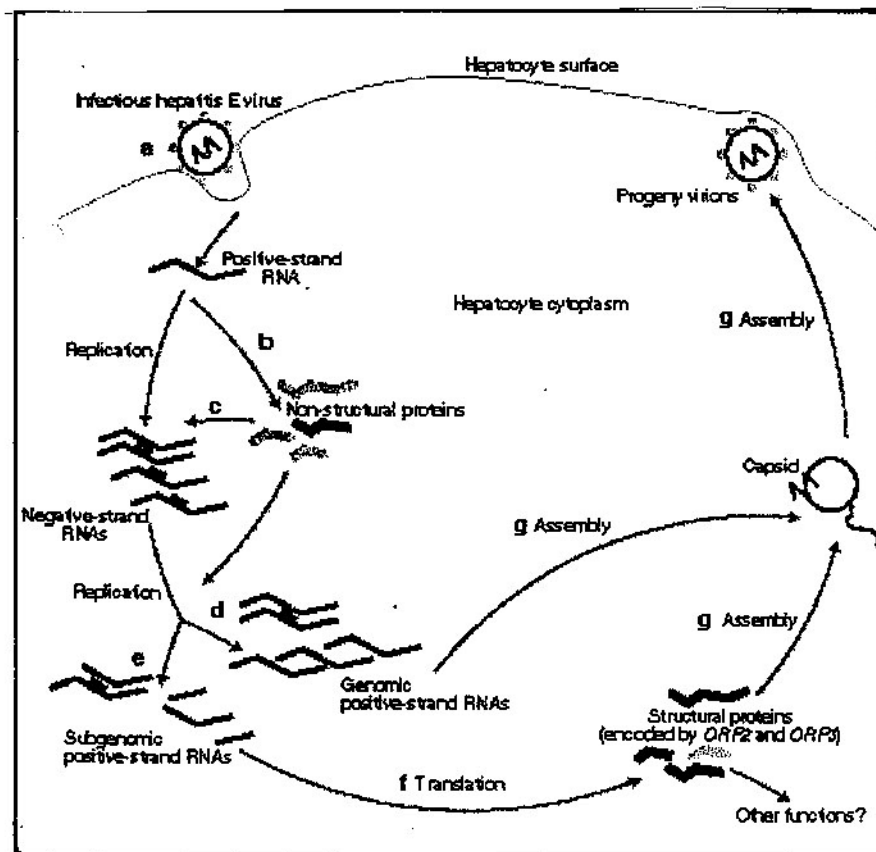 Hepatocyte surface
Infectious hepatitis E virus
a
Progeny virions
Positive-strand
RNA
Hepatocyte cytoplasm
g Assembly
b
Replication
c
Non-structural proteins
Capsid
Negative-strand
RNAs
g Assembly
Replication
d
g Assembly
e
Genomic
positive-strand RNAs
Structural proteins
(encoded by ORF2 and ORF3)
Subgenomic
positive-strand RNAs
f Translation
Other functions?